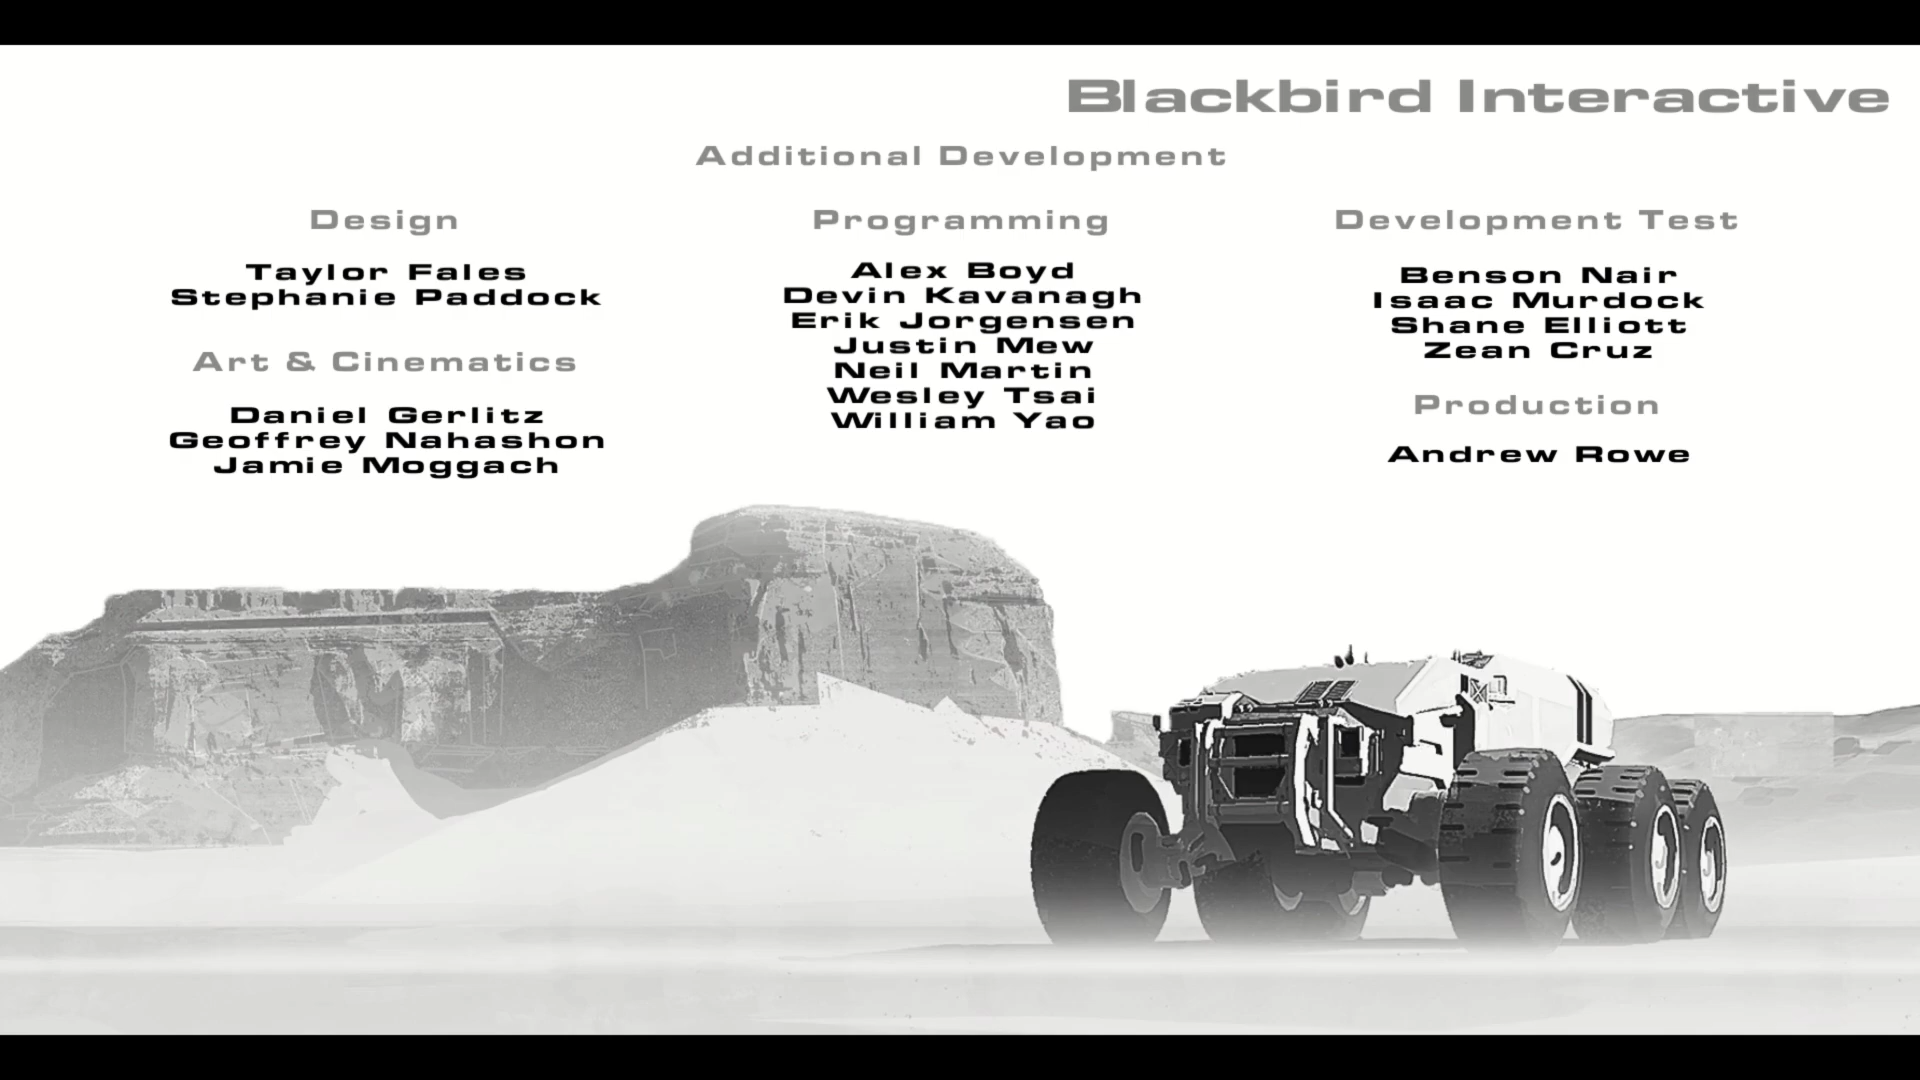 Blackbird Interactive
Additional Development
Design
Taylor Fales
Stephanie Paddock
Art & Cinematics
Daniel Gerlitz
Geoffrey Nahashon
Jamie Moggach
Programming
Alex Boyd
Devin Kavanagh
Erik Jorgensen
Justin Mew
Neil Martin
Wesley Tsai
William Yao
Development Test
Benson Nair
Isaac Murdock
Shane Elliott
Zean Cruz
Production
Andrew Rowe